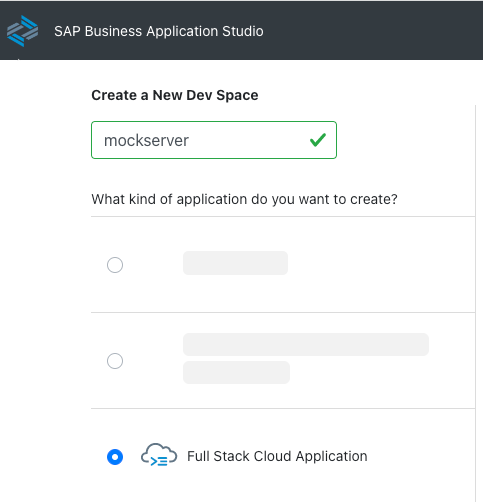 SAP Business Application Studio
Create a New Dev Space
mockserver
What kind of application do you want to create?
Full Stack Cloud Application